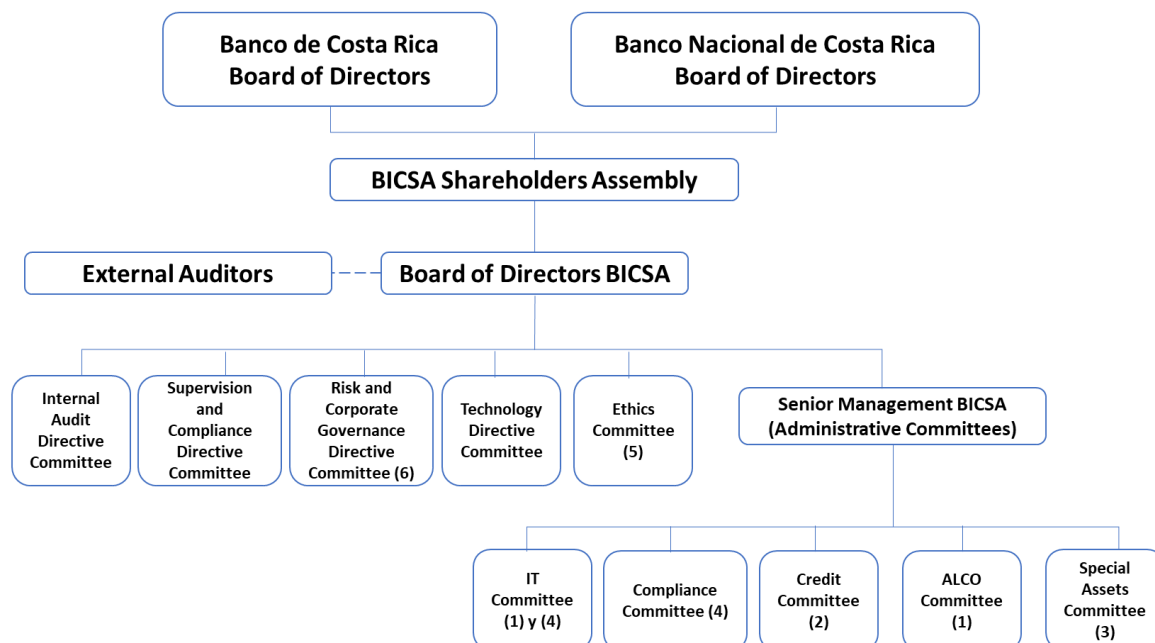 Banco de Costa Rica
Board of Directors
Banco Nacional de Costa Rica
Board of Directors
BICSA Shareholders Assembly
External Auditors
Board of Directors BICSA
Internal
Audit
Directive
Committee
Supervision
and
Compliance
Directive
Committee
Risk and
Corporate
Governance
Directive
Committee (6)
Technology
Directive
Committee
Ethics
Committee
(5)
Senior Management BICSA
(Administrative Committees)
IT
Committee
(1) y (4)
Compliance
Committee (4)
Credit
Committee
(2)
ALCO
Committee
(1)
Special
Assets
Committee
(3)